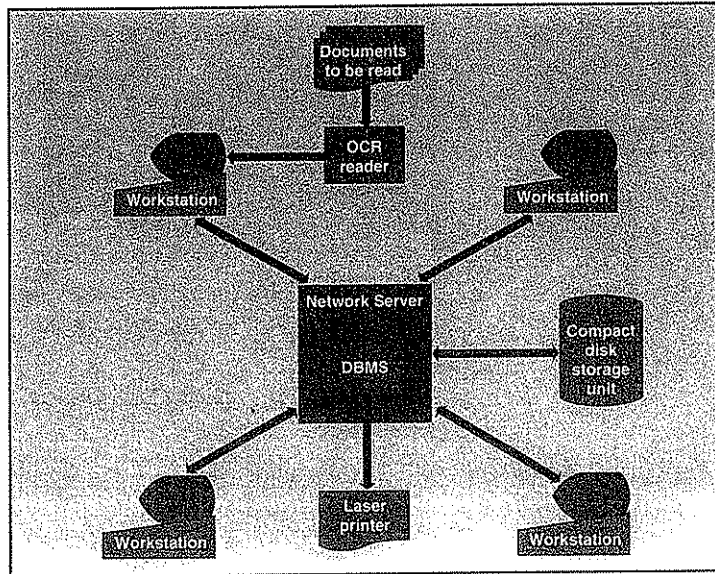 Documents
to be read
OCR
reader
Workstation
Workstation
Network Server
DBMS
Compact
disk
storage
unit
Workstation
Laser
printer
Workstation